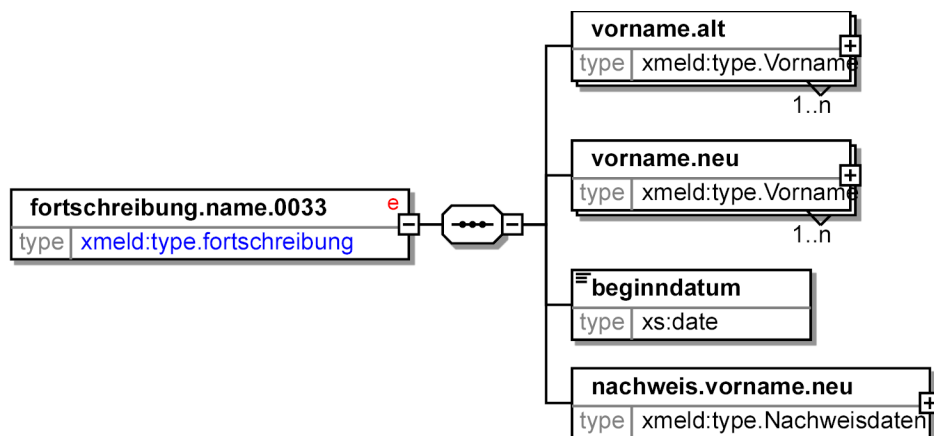 vorname.alt
type xmeld:type.Vorname
1..n
vorname.neu
type xmeld:type.Vorname
1..n
fortschreibung.name.0033 e
type xmeld:type.fortschreibung
beginndatum
type xs:date
nachweis.vorname.neu
type xmeld:type.Nachweisdaten